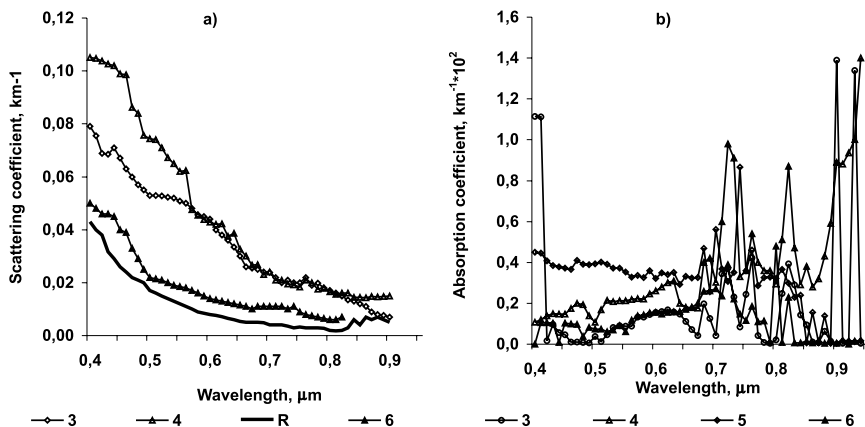 a)
0,12
0,10
0,08
0,06
0,04
0,02
0,00
Scattering coefficient, km-1
0,4 0,5 0,6 0,7 0,8 0,9
Wavelength, µm
3 4 R 6
b)
1,6
1,4
1,2
1,0
0,8
0,6
0,4
0,2
0,0
Absorption coefficient, km⁻¹*10²
0,4 0,5 0,6 0,7 0,8 0,9
Wavelength, µm
3 4 5 6